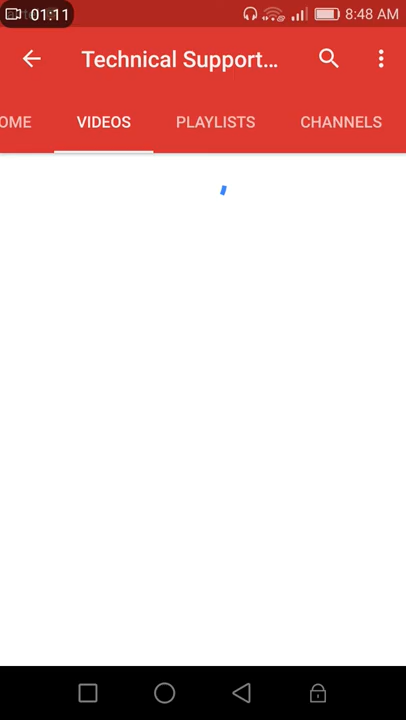 01:11 8:48 AM
Technical Support...
OME VIDEOS PLAYLISTS CHANNELS